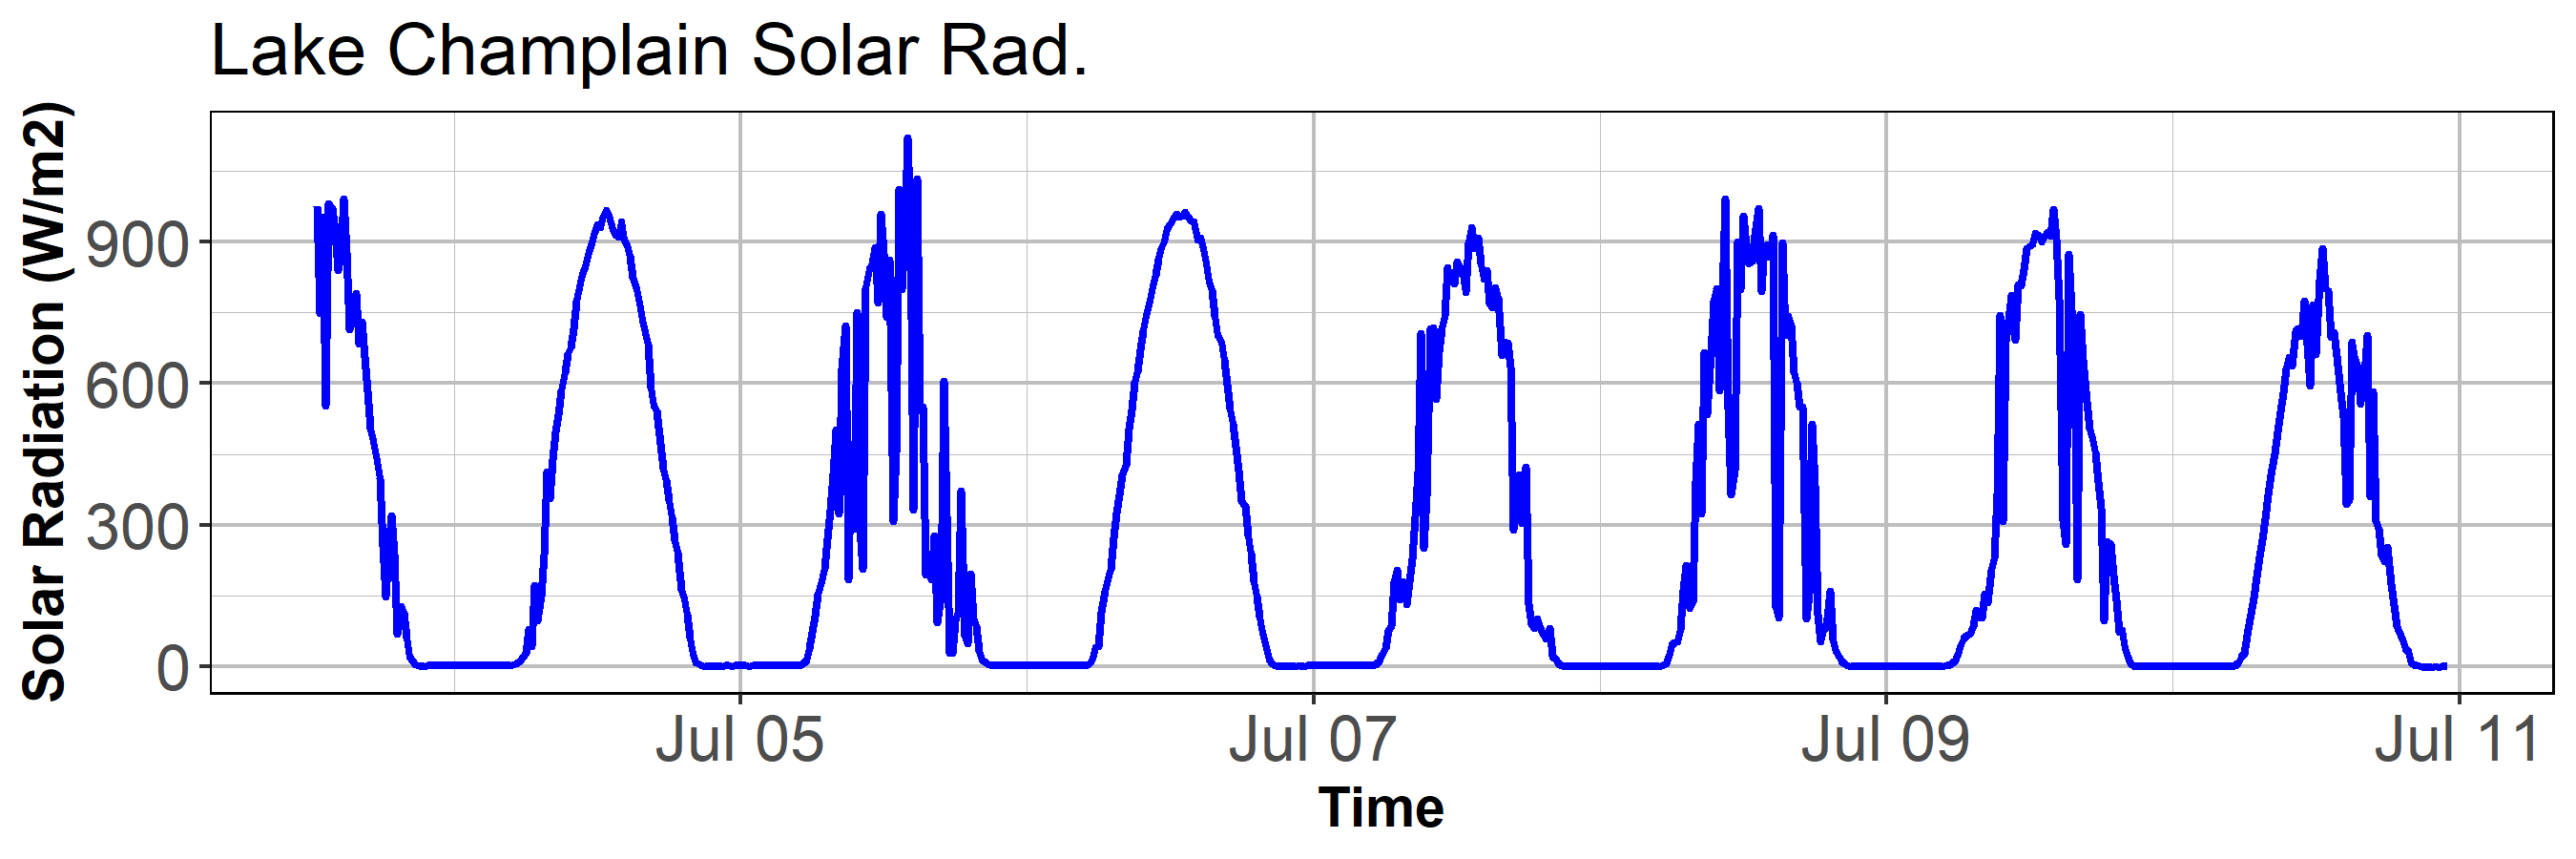 Lake Champlain Solar Rad.
Solar Radiation (W/m2)
900
600
300
0
Jul 05 Jul 07 Jul 09 Jul 11
Time